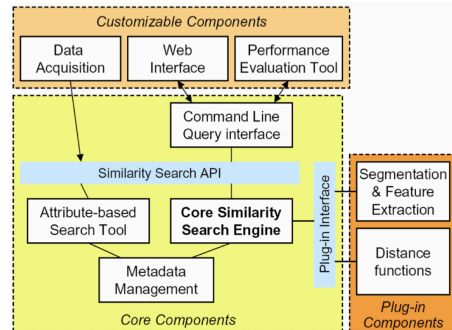 Customizable Components
Data
Acquisition
Web
Interface
Performance
Evaluation Tool
Command Line
Query interface
Similarity Search API
Attribute-based
Search Tool
Core Similarity
Search Engine
Metadata
Management
Core Components
Plug-in Interface
Segmentation
& Feature
Extraction
Distance
functions
Plug-in
Components